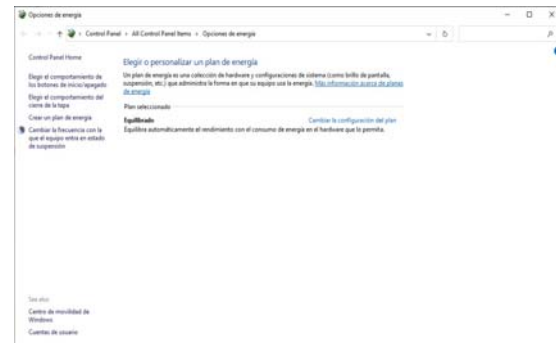 Opciones de energía
Control Panel › All Control Panel Items › Opciones de energía
Control Panel Home
Elegir el comportamiento de
los botones de inicio/apagado
Elegir el comportamiento del
cierre de la tapa
Crear un plan de energía
Cambiar la frecuencia con la
que el equipo entra en estado
de suspensión
Elegir o personalizar un plan de energía
Un plan de energía es una colección de hardware y configuraciones de sistema (como brillo de pantalla,
suspensión, etc.) que administra la forma en que su equipo usa la energía. Más información acerca de planes
de energía
Plan seleccionado
Equilibrado Cambiar la configuración del plan
Equilibra automáticamente el rendimiento con el consumo de energía en el hardware que lo permita.
See also
Centro de movilidad de
Windows
Cuentas de usuario